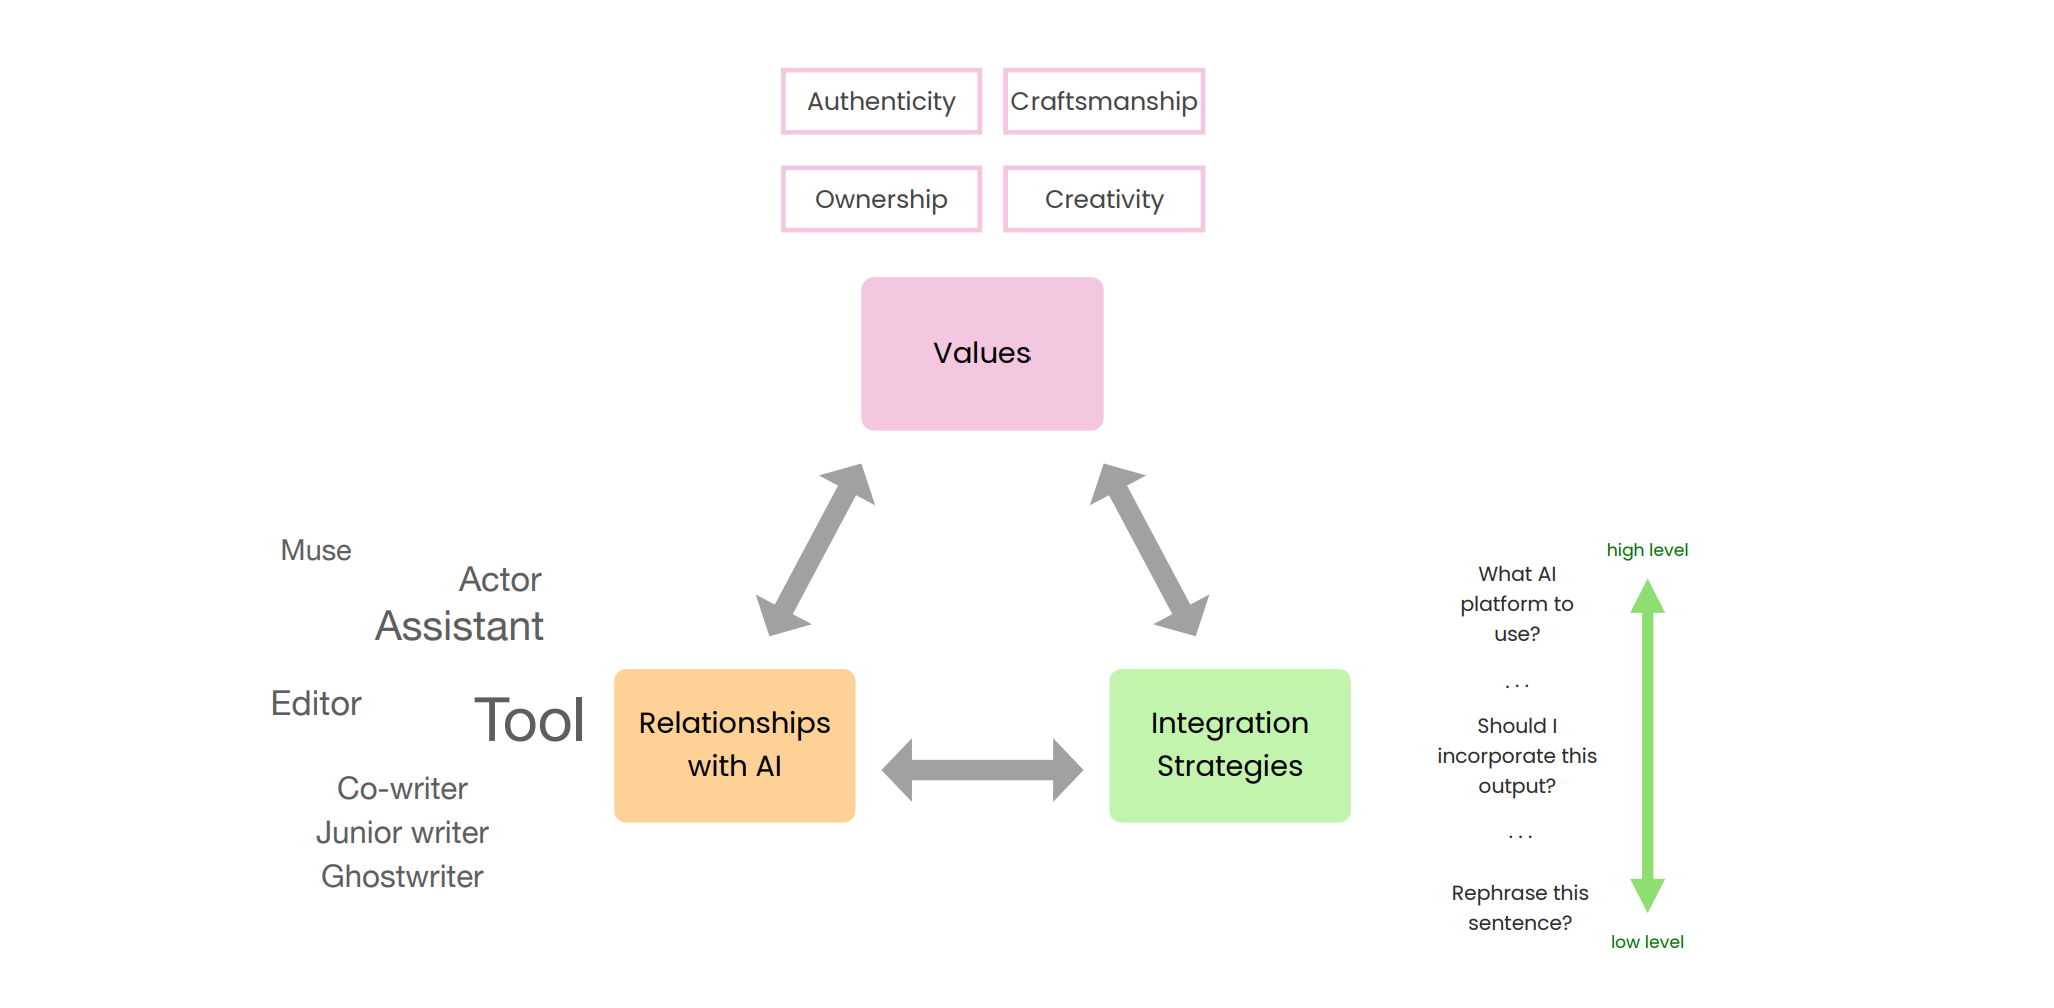 Authenticity
Craftsmanship
Ownership
Creativity
Values
Muse
Actor
Assistant
Editor
Tool
Co-writer
Junior writer
Ghostwriter
Relationships
with AI
Integration
Strategies
high level
What AI
platform to
use?
...
Should I
incorporate this
output?
...
Rephrase this
sentence?
low level